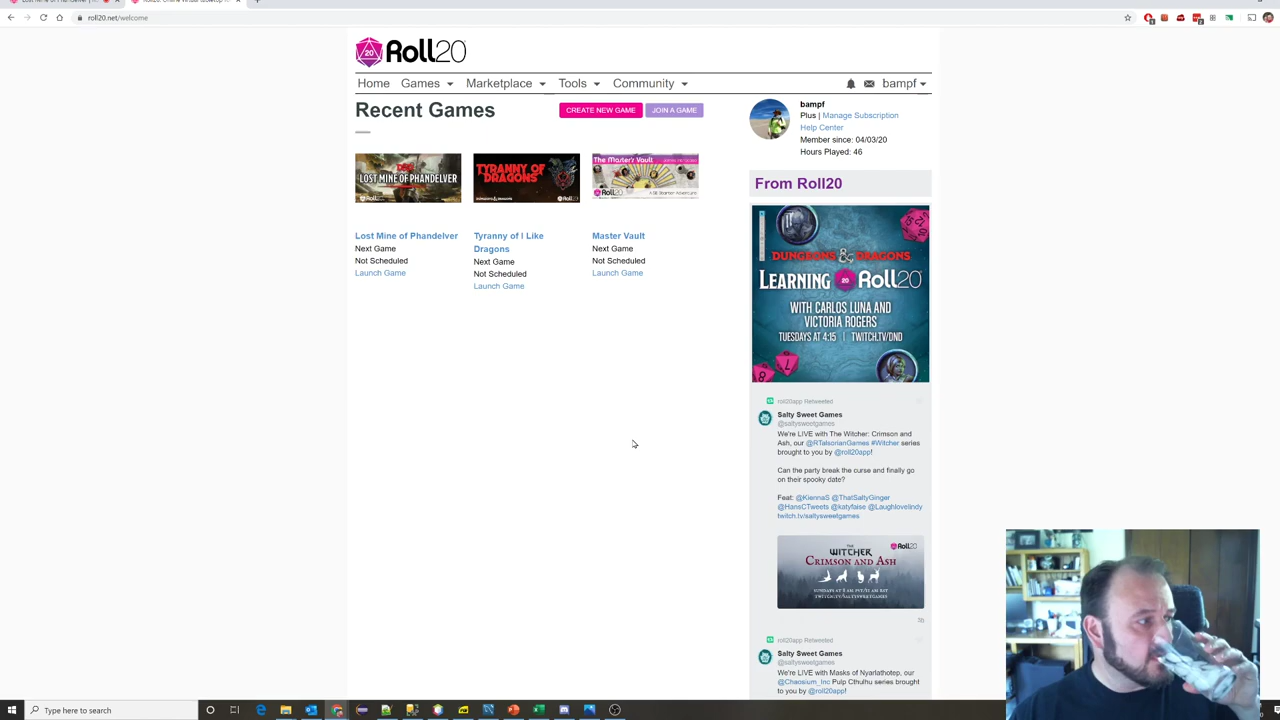 roll20.net/welcome
20 Roll20
Home Games Marketplace Tools Community bampf
Recent Games
CREATE NEW GAME JOIN A GAME
bampf
Plus | Manage Subscription
Help Center
Member since: 04/03/20
Hours Played: 46
LOST MINE OF PHANDELVER
TYRANNY OF DRAGONS
The Master's Vault
Roll20
Lost Mine of Phandelver
Next Game
Not Scheduled
Launch Game
Tyranny of I Like
Dragons
Next Game
Not Scheduled
Launch Game
Master Vault
Next Game
Not Scheduled
Launch Game
From Roll20
DUNGEONS & DRAGONS
LEARNING 20 Roll20
WITH CARLOS LUNA AND
VICTORIA ROGERS
TUESDAYS AT 4:15 | TWITCH.TV/DND
roll20app Retweeted
Salty Sweet Games
@saltysweetgames
We're LIVE with The Witcher: Crimson and
Ash, our @RTalsorianGames #Witcher series
brought to you by @roll20app!
Can the party break the curse and finally go
on their spooky date?
Feat: @KiennaS @ThatSaltyGinger
@HansCTweets @katyfaise @Laughlovelindy
twitch.tv/saltysweetgames
Roll20
THE
WITCHER
CRIMSON AND ASH
roll20app Retweeted
Salty Sweet Games
@saltysweetgames
We're LIVE with Masks of Nyarlathotep, our
@Chaosium_Inc Pulp Cthulhu series brought
to you by @roll20app!
Type here to search